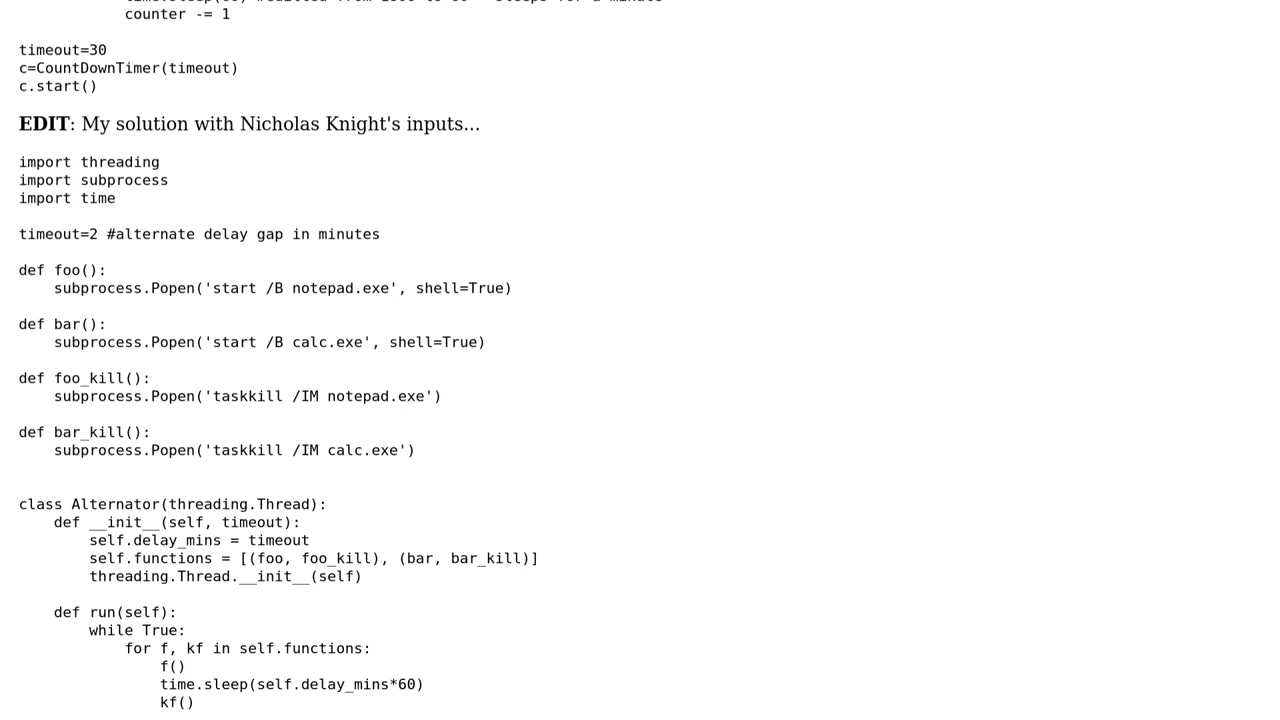 counter -= 1

timeout=30
c=CountDownTimer(timeout)
c.start()

EDIT: My solution with Nicholas Knight's inputs...

import threading
import subprocess
import time

timeout=2 #alternate delay gap in minutes

def foo():
    subprocess.Popen('start /B notepad.exe', shell=True)

def bar():
    subprocess.Popen('start /B calc.exe', shell=True)

def foo_kill():
    subprocess.Popen('taskkill /IM notepad.exe')

def bar_kill():
    subprocess.Popen('taskkill /IM calc.exe')


class Alternator(threading.Thread):
    def __init__(self, timeout):
        self.delay_mins = timeout
        self.functions = [(foo, foo_kill), (bar, bar_kill)]
        threading.Thread.__init__(self)

    def run(self):
        while True:
            for f, kf in self.functions:
                f()
                time.sleep(self.delay_mins*60)
                kf()